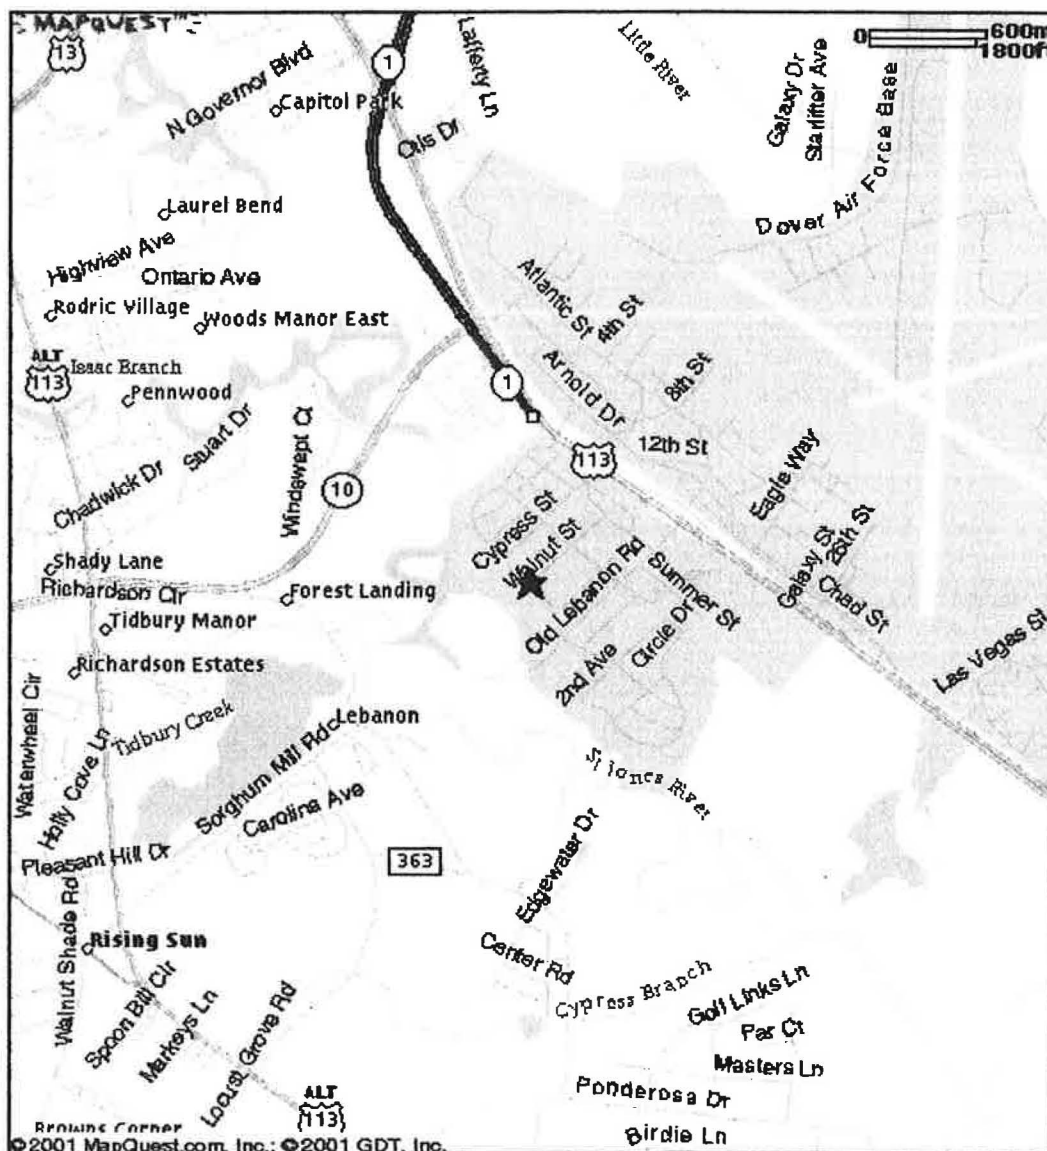 MAPQUEST™
0 600m
1800ft
13
1
Lafferty Ln
Little River
Galaxy Dr
Starlifter Ave
Dover Air Force Base
N Governor Blvd
Capitol Park
Otis Dr
Laurel Bend
Highview Ave
Ontario Ave
Rodric Village
Woods Manor East
Atlantic St
4th St
ALT
113
Isaac Branch
Pennwood
1
Arnold Dr
8th St
Stuart Dr
Windswept Ct
12th St
113
Chadwick Dr
10
Eagle Way
Cypress St
Walnut St
Galaxy St
26th St
Shady Lane
Richardson Cir
Forest Landing
Old Lebanon Rd
Summer St
Chad St
Tidbury Manor
Circle Dr
Richardson Estates
2nd Ave
Las Vegas St
Waterwheel Cir
Tidbury Creek
Lebanon
Holly Cove Ln
Sorghum Mill Rd
St Jones River
Carolina Ave
Pleasant Hill Dr
363
Edgewater Dr
Walnut Shade Rd
Rising Sun
Center Rd
Cypress Branch
Golf Links Ln
Spoon Bill Cir
Markeys Ln
Locust Grove Rd
Par Ct
Masters Ln
Ponderosa Dr
ALT
113
Browns Corner
Birdie Ln
©2001 MapQuest.com, Inc.; ©2001 GDT, Inc.